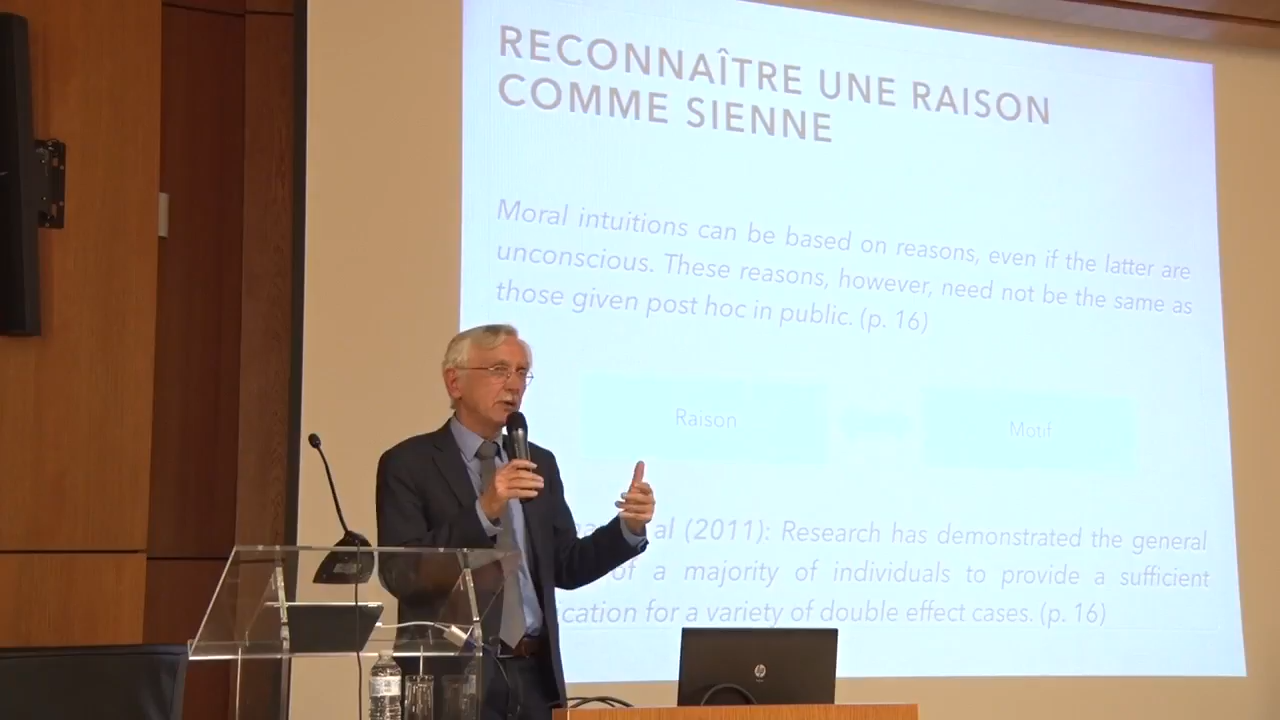 RECONNAÎTRE UNE RAISON
COMME SIENNE
Moral intuitions can be based on reasons, even if the latter are
unconscious. These reasons, however, need not be the same as
those given post hoc in public. (p. 16)
Raison
Motif
al (2011): Research has demonstrated the general
of a majority of individuals to provide a sufficient
for a variety of double effect cases. (p. 16)
hp